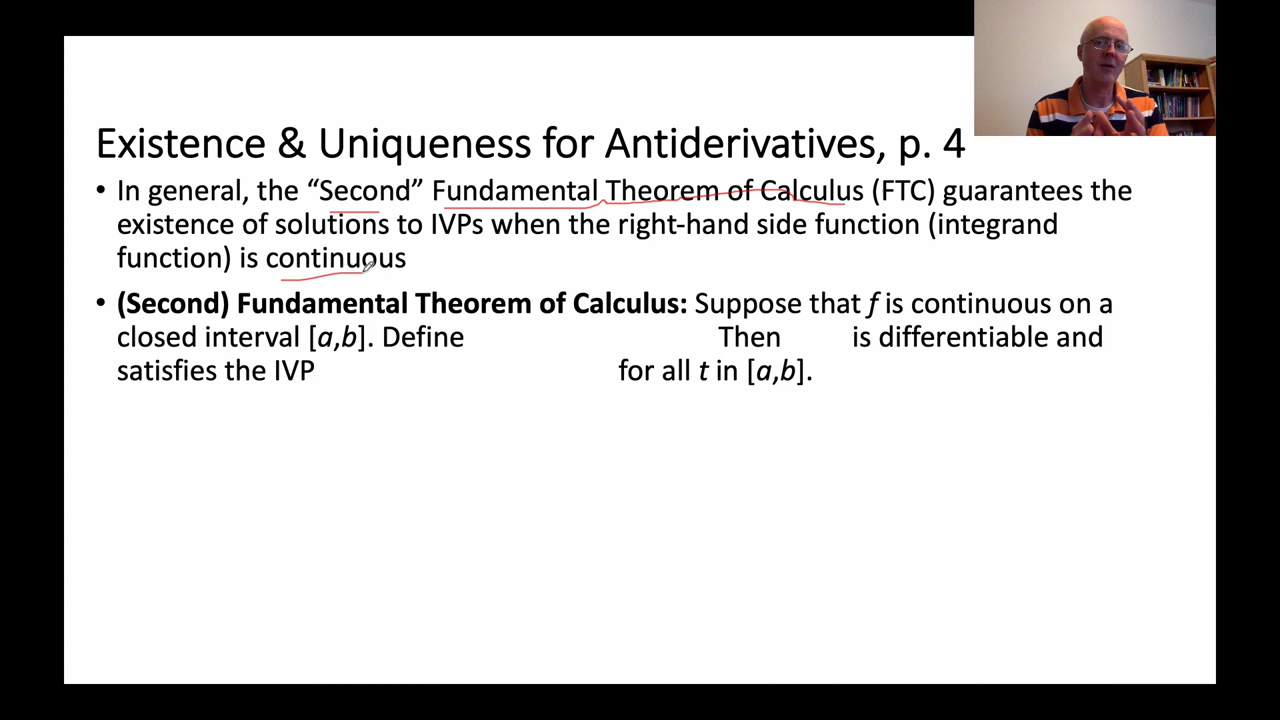 Existence & Uniqueness for Antiderivatives, p. 4
• In general, the “Second” Fundamental Theorem of Calculus (FTC) guarantees the
existence of solutions to IVPs when the right-hand side function (integrand
function) is continuous
• (Second) Fundamental Theorem of Calculus: Suppose that f is continuous on a
closed interval [a,b]. Define Then is differentiable and
satisfies the IVP for all t in [a,b].